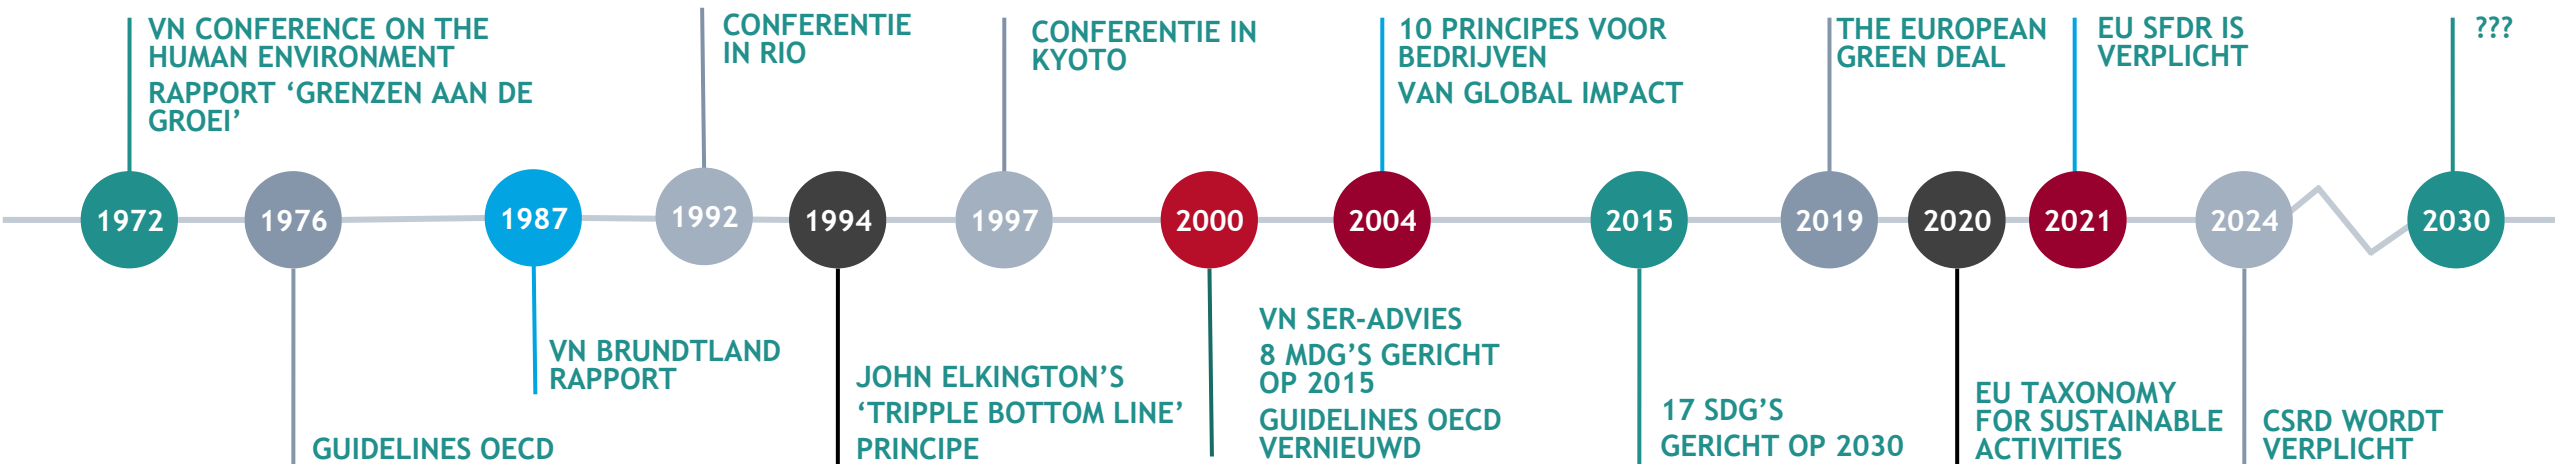 VN CONFERENCE ON THE
HUMAN ENVIRONMENT
RAPPORT ‘GRENZEN AAN DE
GROEI’
CONFERENTIE
IN RIO
CONFERENTIE IN
KYOTO
10 PRINCIPES VOOR
BEDRIJVEN
VAN GLOBAL IMPACT
THE EUROPEAN
GREEN DEAL
EU SFDR IS
VERPLICHT
???
1972
1976
1987
1992
1994
1997
2000
2004
2015
2019
2020
2021
2024
2030
GUIDELINES OECD
VN BRUNDTLAND
RAPPORT
JOHN ELKINGTON’S
‘TRIPPLE BOTTOM LINE’
PRINCIPE
VN SER-ADVIES
8 MDG’S GERICHT
OP 2015
GUIDELINES OECD
VERNIEUWD
17 SDG’S
GERICHT OP 2030
EU TAXONOMY
FOR SUSTAINABLE
ACTIVITIES
CSRD WORDT
VERPLICHT